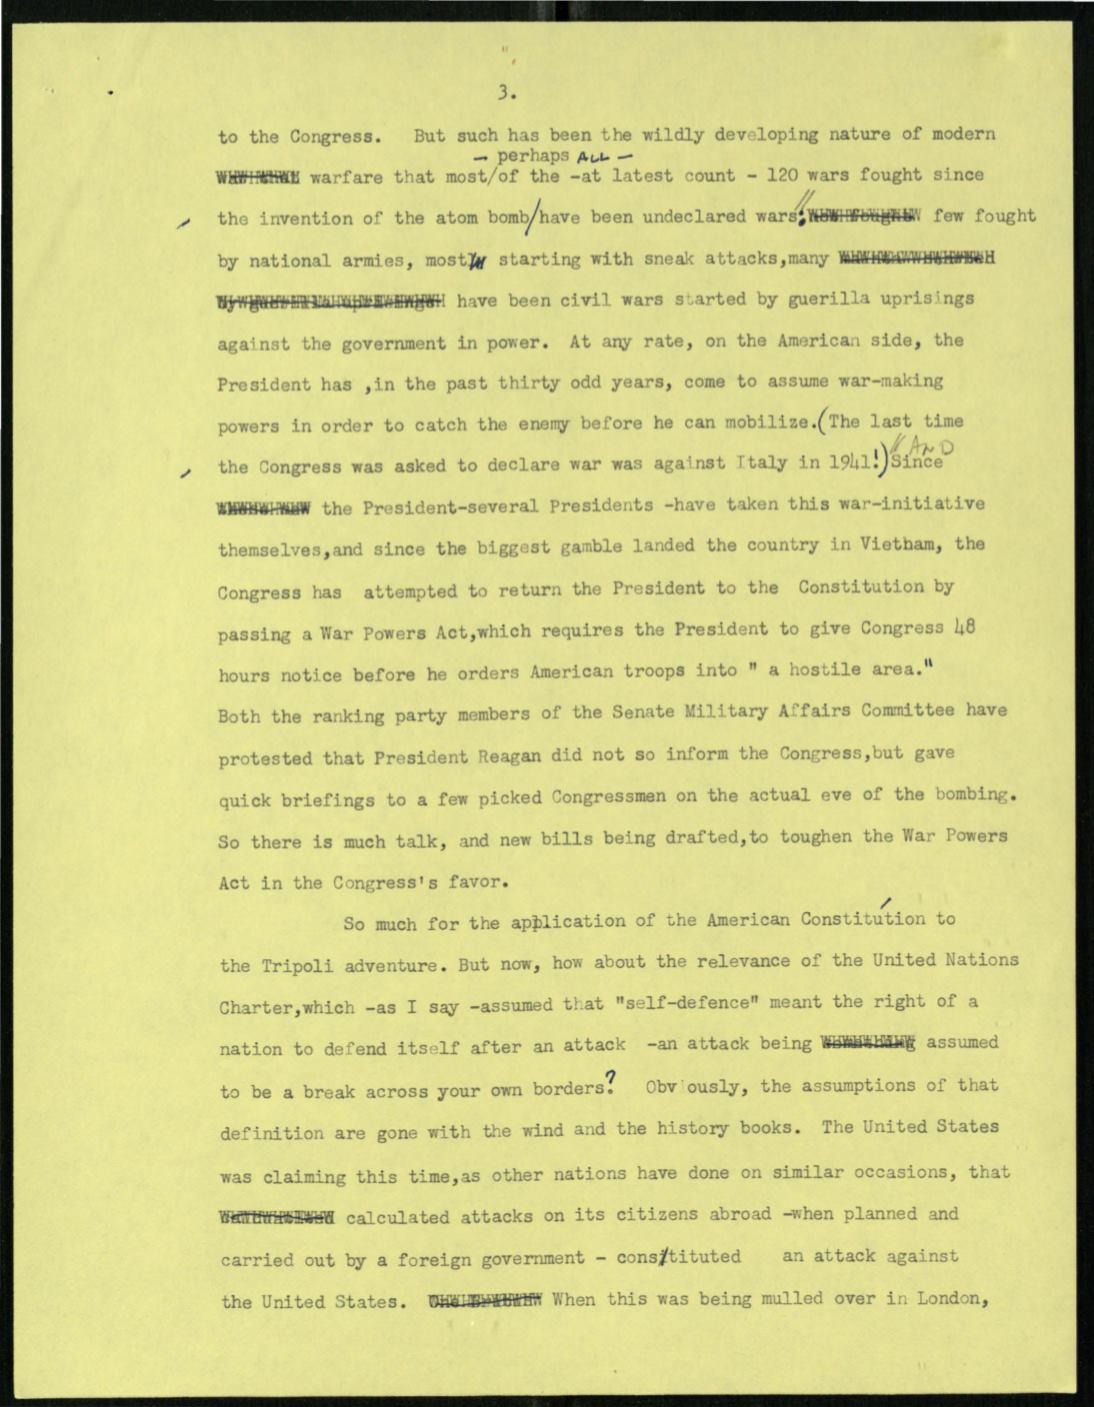 3.
to the Congress. But such has been the wildly developing nature of modern
- perhaps ALL -
warfare that most/of the -at latest count - 120 wars fought since
the invention of the atom bomb/have been undeclared wars; few fought
by national armies, mostly starting with sneak attacks,many
have been civil wars started by guerilla uprisings
against the government in power. At any rate, on the American side, the
President has ,in the past thirty odd years, come to assume war-making
powers in order to catch the enemy before he can mobilize.(The last time
AND
the Congress was asked to declare war was against Italy in 1941!) Since
the President-several Presidents -have taken this war-initiative
themselves,and since the biggest gamble landed the country in Vietham, the
Congress has attempted to return the President to the Constitution by
passing a War Powers Act,which requires the President to give Congress 48
hours notice before he orders American troops into " a hostile area."
Both the ranking party members of the Senate Military Affairs Committee have
protested that President Reagan did not so inform the Congress,but gave
quick briefings to a few picked Congressmen on the actual eve of the bombing.
So there is much talk, and new bills being drafted,to toughen the War Powers
Act in the Congress's favor.
So much for the application of the American Constitution to
the Tripoli adventure. But now, how about the relevance of the United Nations
Charter,which -as I say -assumed that "self-defence" meant the right of a
nation to defend itself after an attack -an attack being assumed
to be a break across your own borders? Obviously, the assumptions of that
definition are gone with the wind and the history books. The United States
was claiming this time,as other nations have done on similar occasions, that
calculated attacks on its citizens abroad -when planned and
carried out by a foreign government - constituted an attack against
the United States. When this was being mulled over in London,